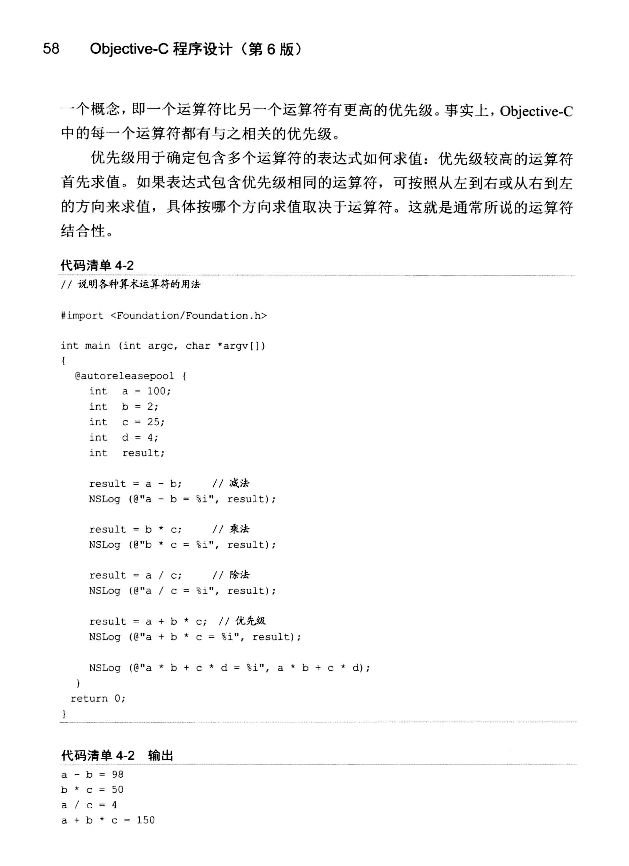 58 Objective-C 程序设计（第 6 版）
一个概念，即一个运算符比另一个运算符有更高的优先级。事实上，Objective-C
中的每一个运算符都有与之相关的优先级。
优先级用于确定包含多个运算符的表达式如何求值：优先级较高的运算符
首先求值。如果表达式包含优先级相同的运算符，可按照从左到右或从右到左
的方向来求值，具体按哪个方向求值取决于运算符。这就是通常所说的运算符
结合性。
代码清单 4-2
// 说明各种算术运算符的用法
#import <Foundation/Foundation.h>
int main (int argc, char *argv[])
{
@autoreleasepool {
int a = 100;
int b = 2;
int c = 25;
int d = 4;
int result;
result = a - b; // 减法
NSLog (@"a - b = %i", result);
result = b * c; // 乘法
NSLog (@"b * c = %i", result);
result = a / c; // 除法
NSLog (@"a / c = %i", result);
result = a + b * c; // 优先级
NSLog (@"a + b * c = %i", result);
NSLog (@"a * b + c * d = %i", a * b + c * d);
}
return 0;
}
代码清单 4-2 输出
a - b = 98
b * c = 50
a / c = 4
a + b * c = 150